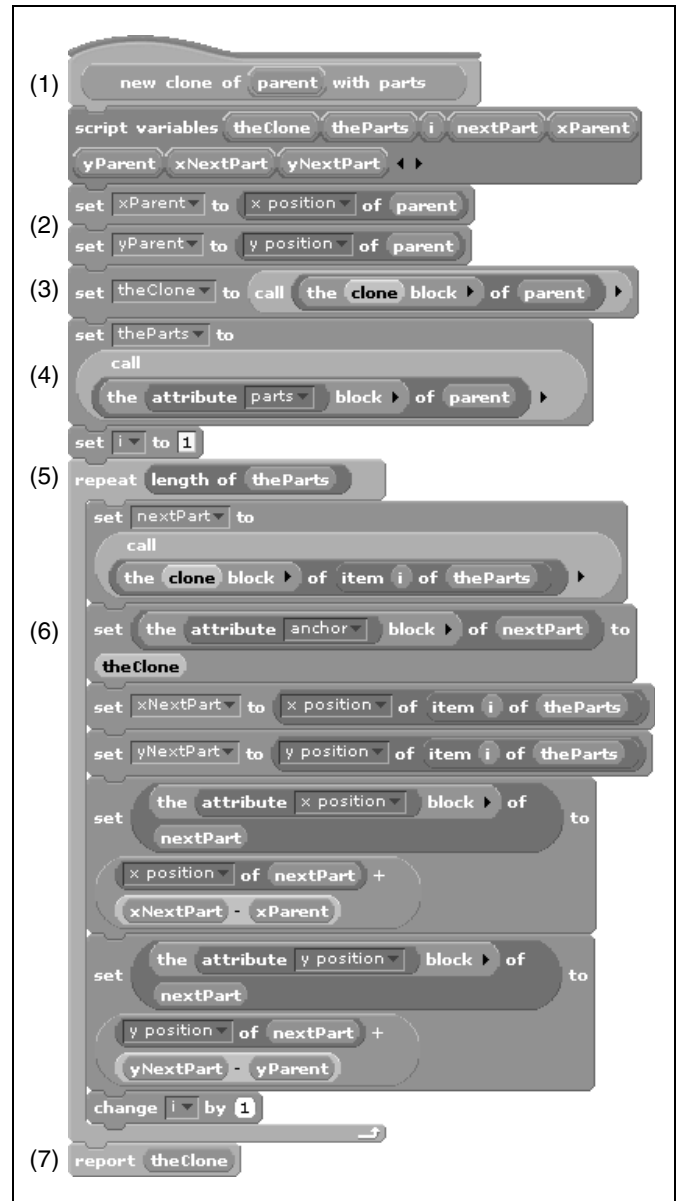 (1) new clone of parent with parts
script variables theClone theParts i nextPart xParent
yParent xNextPart yNextPart
set xParent to x position of parent
(2)
set yParent to y position of parent
(3) set theClone to call the clone block of parent
set theParts to
call
(4)
the attribute parts block of parent
set i to 1
(5) repeat length of theParts
set nextPart to
call
the clone block of item i of theParts
(6) set the attribute anchor block of nextPart to
theClone
set xNextPart to x position of item i of theParts
set yNextPart to y position of item i of theParts
the attribute x position block of
set to
nextPart
x position of nextPart +
xNextPart - xParent
the attribute y position block of
set to
nextPart
y position of nextPart +
yNextPart - yParent
change i by 1
(7) report theClone